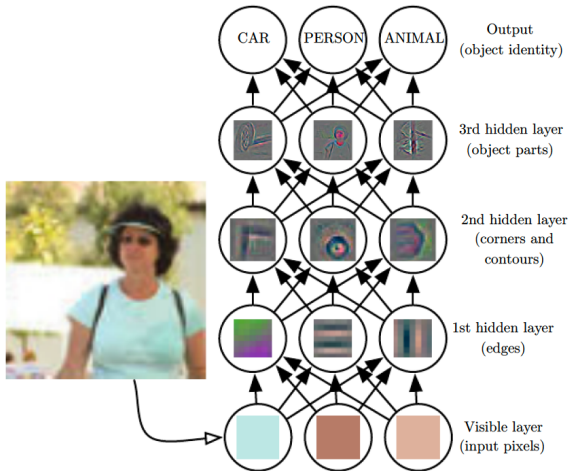 CAR PERSON ANIMAL
Output
(object identity)
3rd hidden layer
(object parts)
2nd hidden layer
(corners and
contours)
1st hidden layer
(edges)
Visible layer
(input pixels)